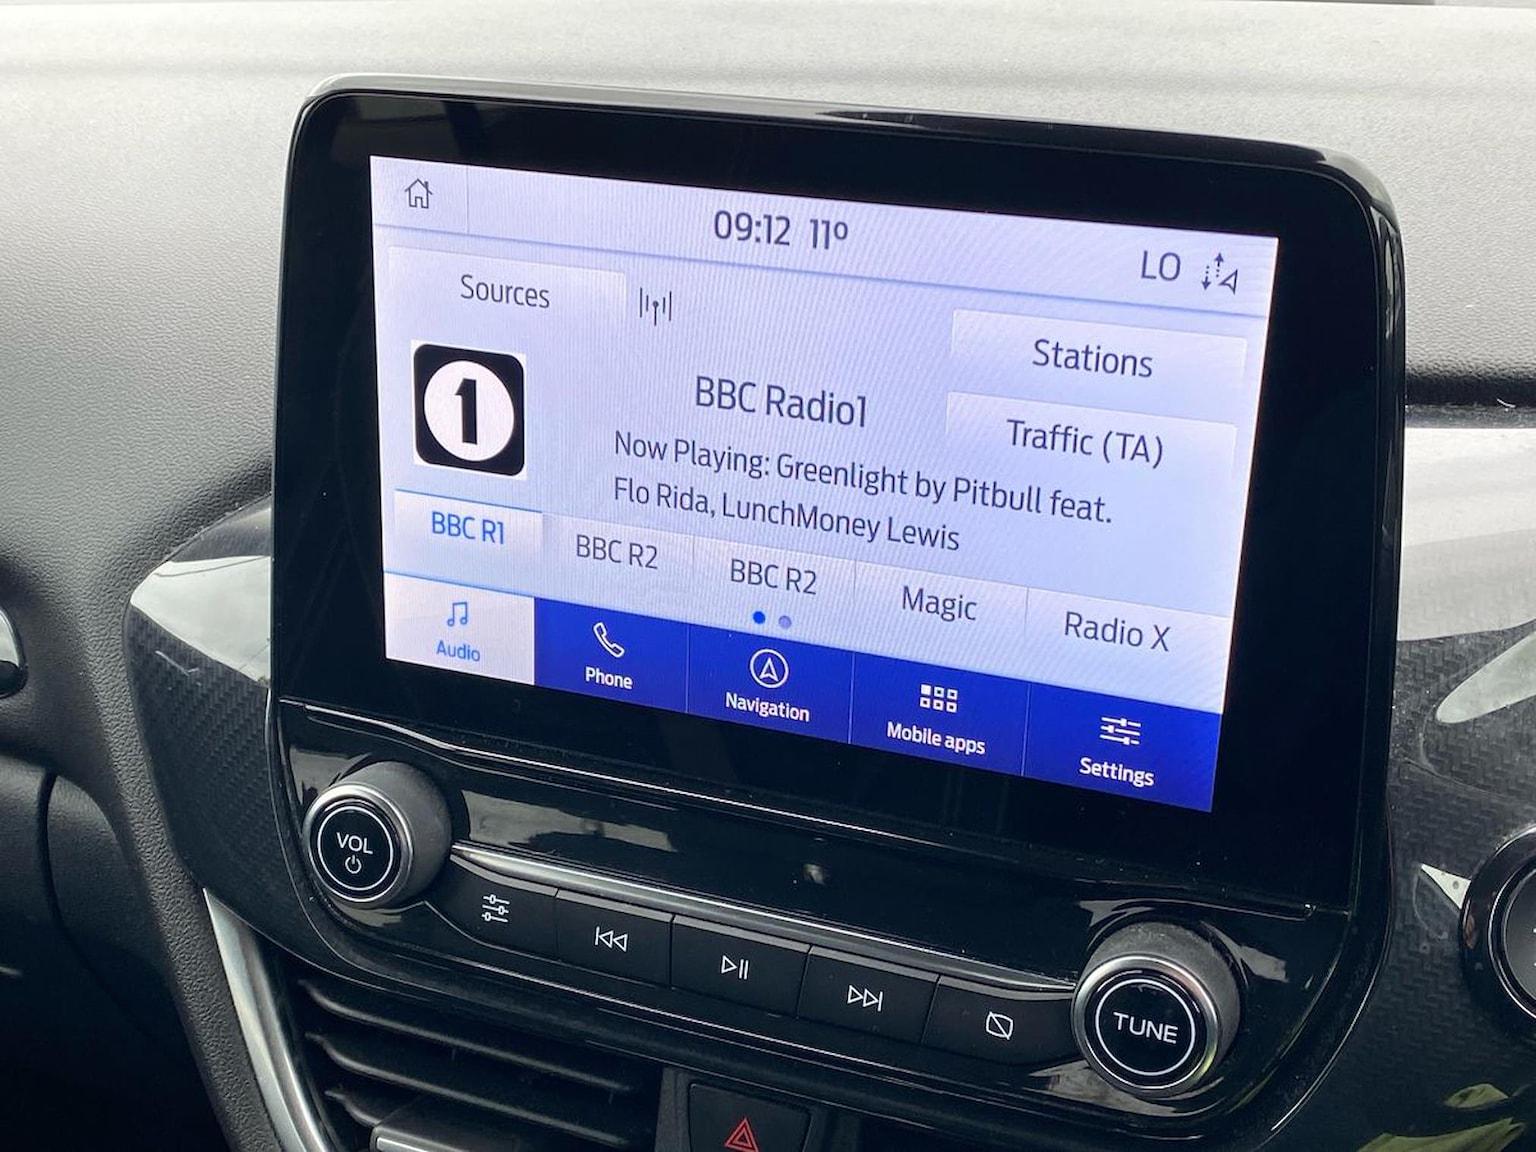 09:12 11°
LO
Sources
Stations
1
BBC Radio1
Traffic (TA)
Now Playing: Greenlight by Pitbull feat.
Flo Rida, LunchMoney Lewis
BBC R1
BBC R2
BBC R2
Magic
Radio X
Audio
Phone
Navigation
Mobile apps
Settings
VOL
TUNE